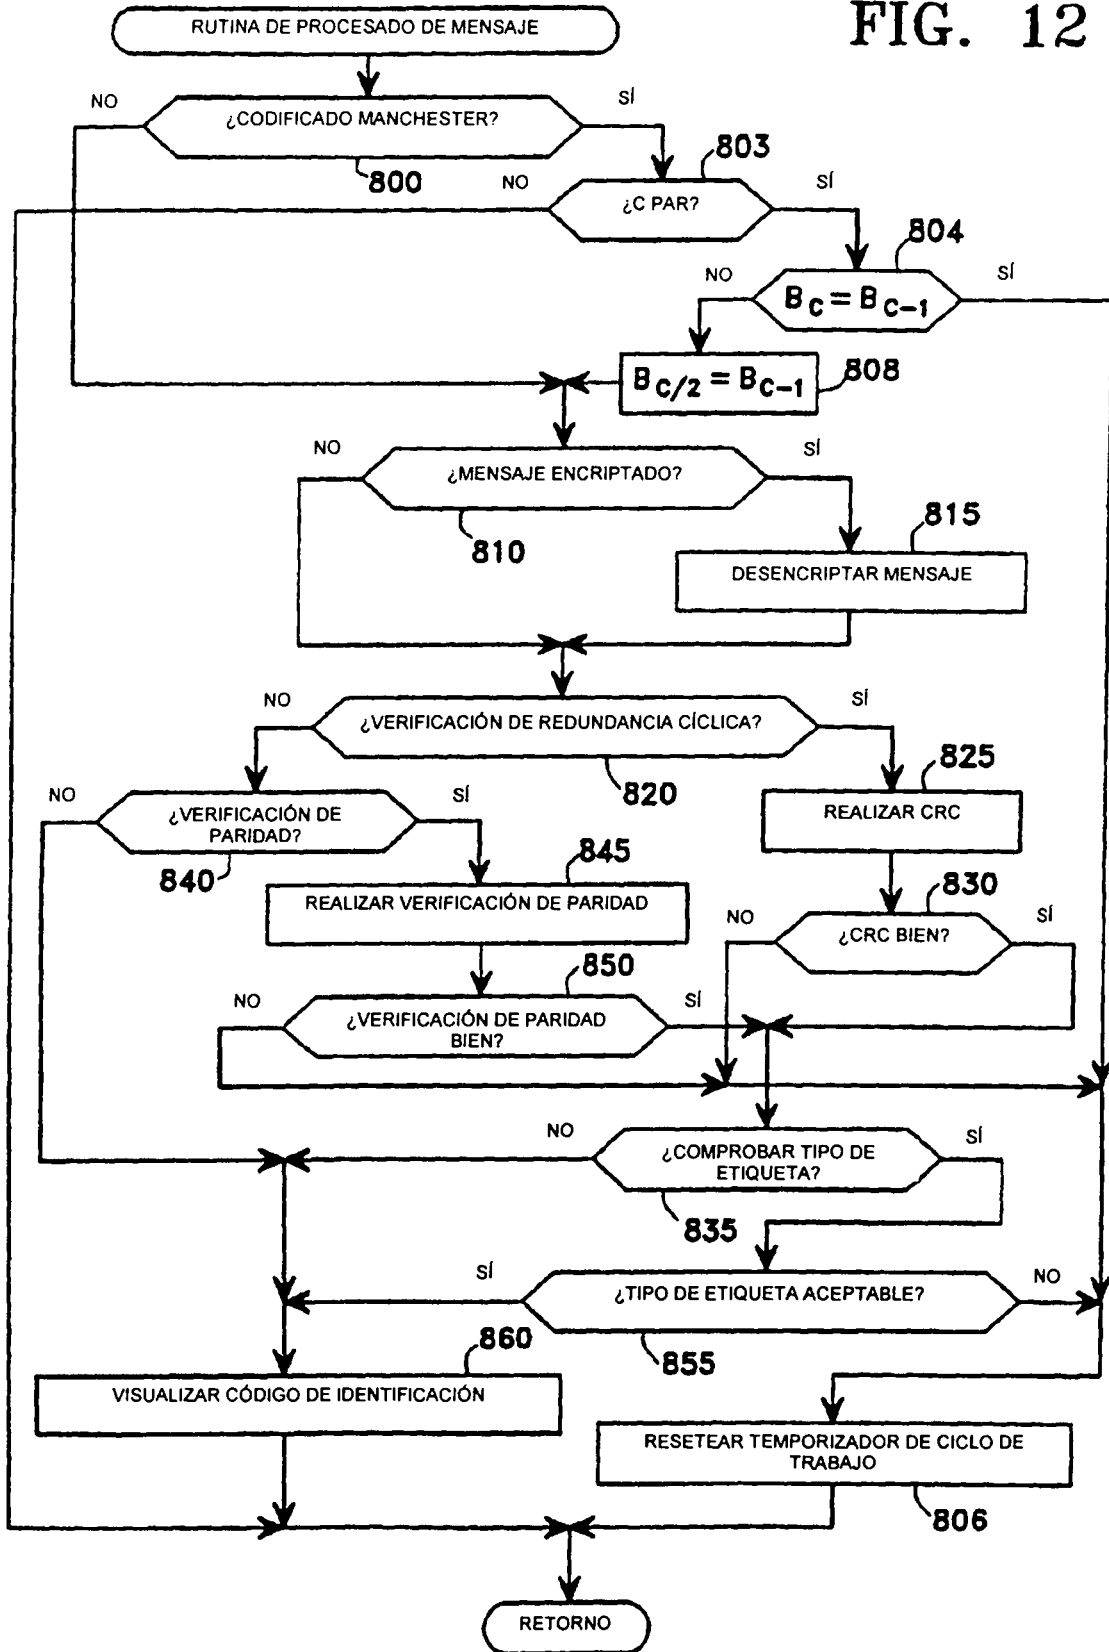 FIG. 12
RUTINA DE PROCESADO DE MENSAJE
NO
¿CODIFICADO MANCHESTER?
SÍ
800
803
NO
¿C PAR?
SÍ
804
NO
B_C = B_{C-1}
SÍ
B_{C/2} = B_{C-1}
808
NO
¿MENSAJE ENCRIPTADO?
SÍ
810
815
DESENCRIPTAR MENSAJE
NO
¿VERIFICACIÓN DE REDUNDANCIA CÍCLICA?
SÍ
820
825
NO
¿VERIFICACIÓN DE
PARIDAD?
SÍ
REALIZAR CRC
840
845
REALIZAR VERIFICACIÓN DE PARIDAD
830
NO
¿CRC BIEN?
SÍ
850
NO
¿VERIFICACIÓN DE PARIDAD
BIEN?
SÍ
NO
¿COMPROBAR TIPO DE
ETIQUETA?
SÍ
835
SÍ
¿TIPO DE ETIQUETA ACEPTABLE?
NO
855
860
VISUALIZAR CÓDIGO DE IDENTIFICACIÓN
RESETEAR TEMPORIZADOR DE CICLO DE
TRABAJO
806
RETORNO